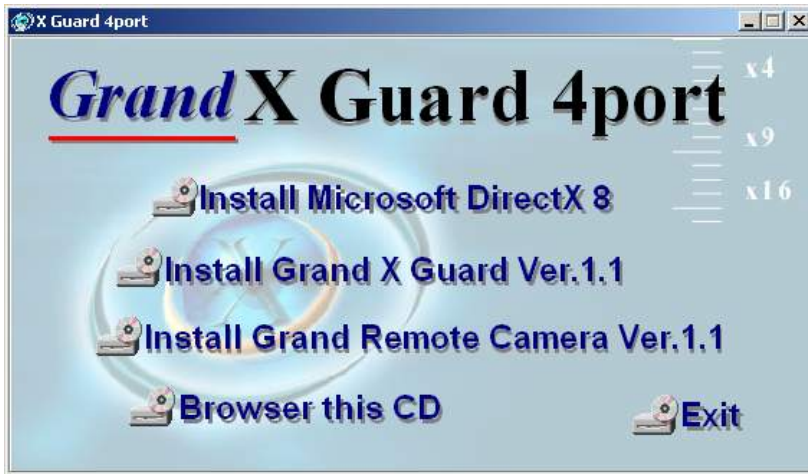 X Guard 4port
Grand X Guard 4port
x4
x9
x16
Install Microsoft DirectX 8
Install Grand X Guard Ver.1.1
Install Grand Remote Camera Ver.1.1
Browser this CD
Exit